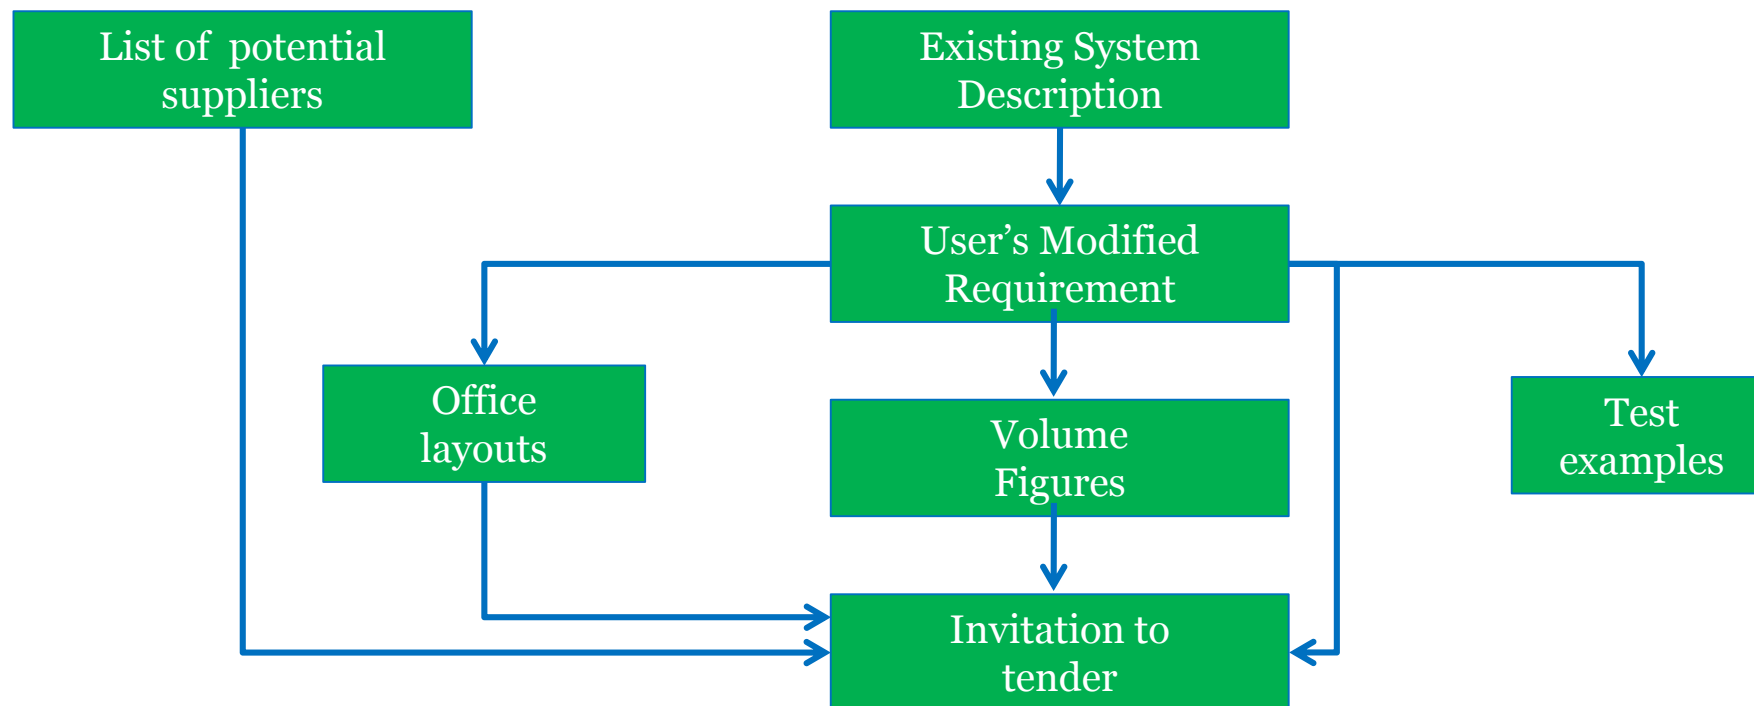 List of  potential
suppliers
Existing System
Description
User’s Modified
Requirement
Office
layouts
Volume
Figures
Test
examples
Invitation to
tender